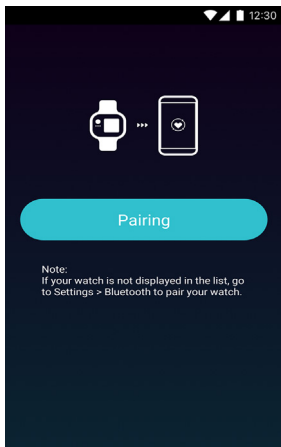 12:30
Pairing
Note:
If your watch is not displayed in the list, go
to Settings > Bluetooth to pair your watch.